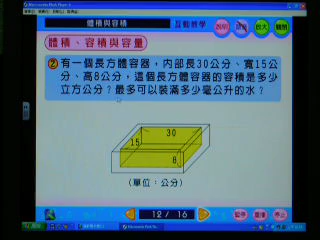 體積與容積
互動教學
放大
體積、容積與容量
② 有一個長方體容器，內部長30公分、寬15公
分、高8公分，這個長方體容器的容積是多少
立方公分？最多可以裝滿多少毫公升的水？
30
15
8
(單位：公分)
12 / 16